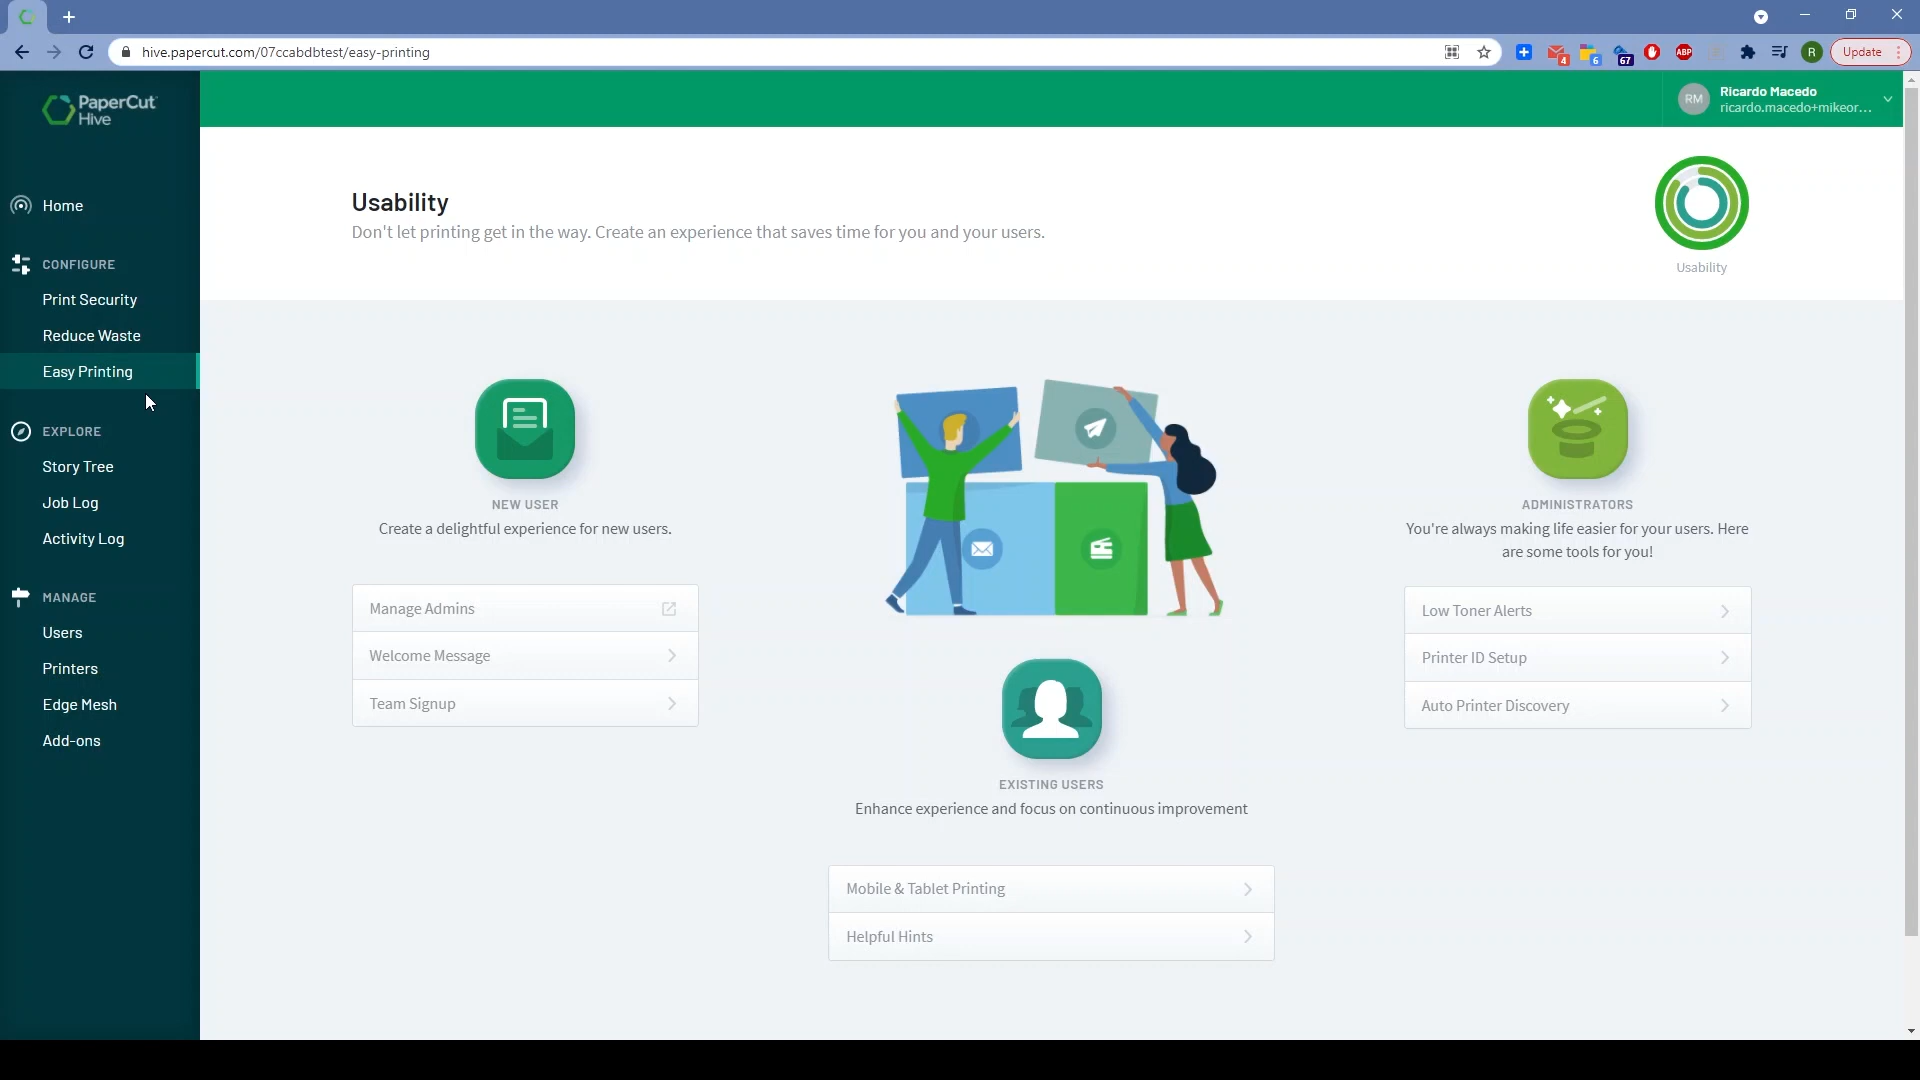 hive.papercut.com/07ccabdbtest/easy-printing
4
6
67
ABP
R
Update
PaperCut
Hive
RM
Ricardo Macedo
ricardo.macedo+mikeor...
Home
CONFIGURE
Print Security
Reduce Waste
Easy Printing
EXPLORE
Story Tree
Job Log
Activity Log
MANAGE
Users
Printers
Edge Mesh
Add-ons
Usability
Don't let printing get in the way. Create an experience that saves time for you and your users.
Usability
NEW USER
Create a delightful experience for new users.
Manage Admins
Welcome Message
Team Signup
EXISTING USERS
Enhance experience and focus on continuous improvement
Mobile & Tablet Printing
Helpful Hints
ADMINISTRATORS
You're always making life easier for your users. Here
are some tools for you!
Low Toner Alerts
Printer ID Setup
Auto Printer Discovery